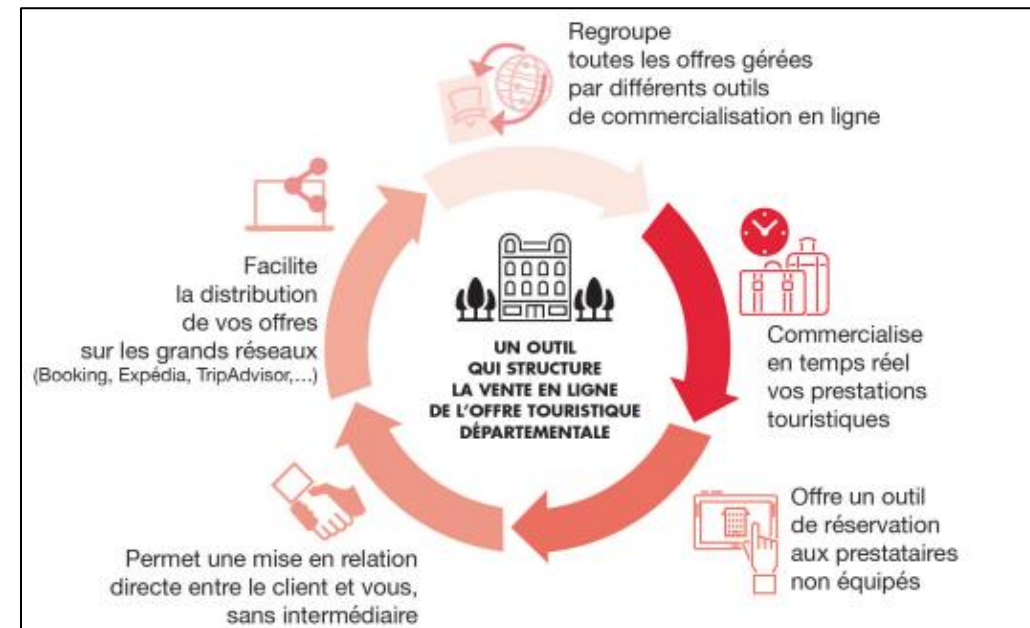 Regroupe
toutes les offres gérées
par différents outils
de commercialisation en ligne
Commercialise
en temps réel
vos prestations
touristiques
Offre un outil
de réservation
aux prestataires
non équipés
Permet une mise en relation
directe entre le client et vous,
sans intermédiaire
Facilite
la distribution
de vos offres
sur les grands réseaux
(Booking, Expédia, TripAdvisor,...)
UN OUTIL
QUI STRUCTURE
LA VENTE EN LIGNE
DE L'OFFRE TOURISTIQUE
DÉPARTEMENTALE